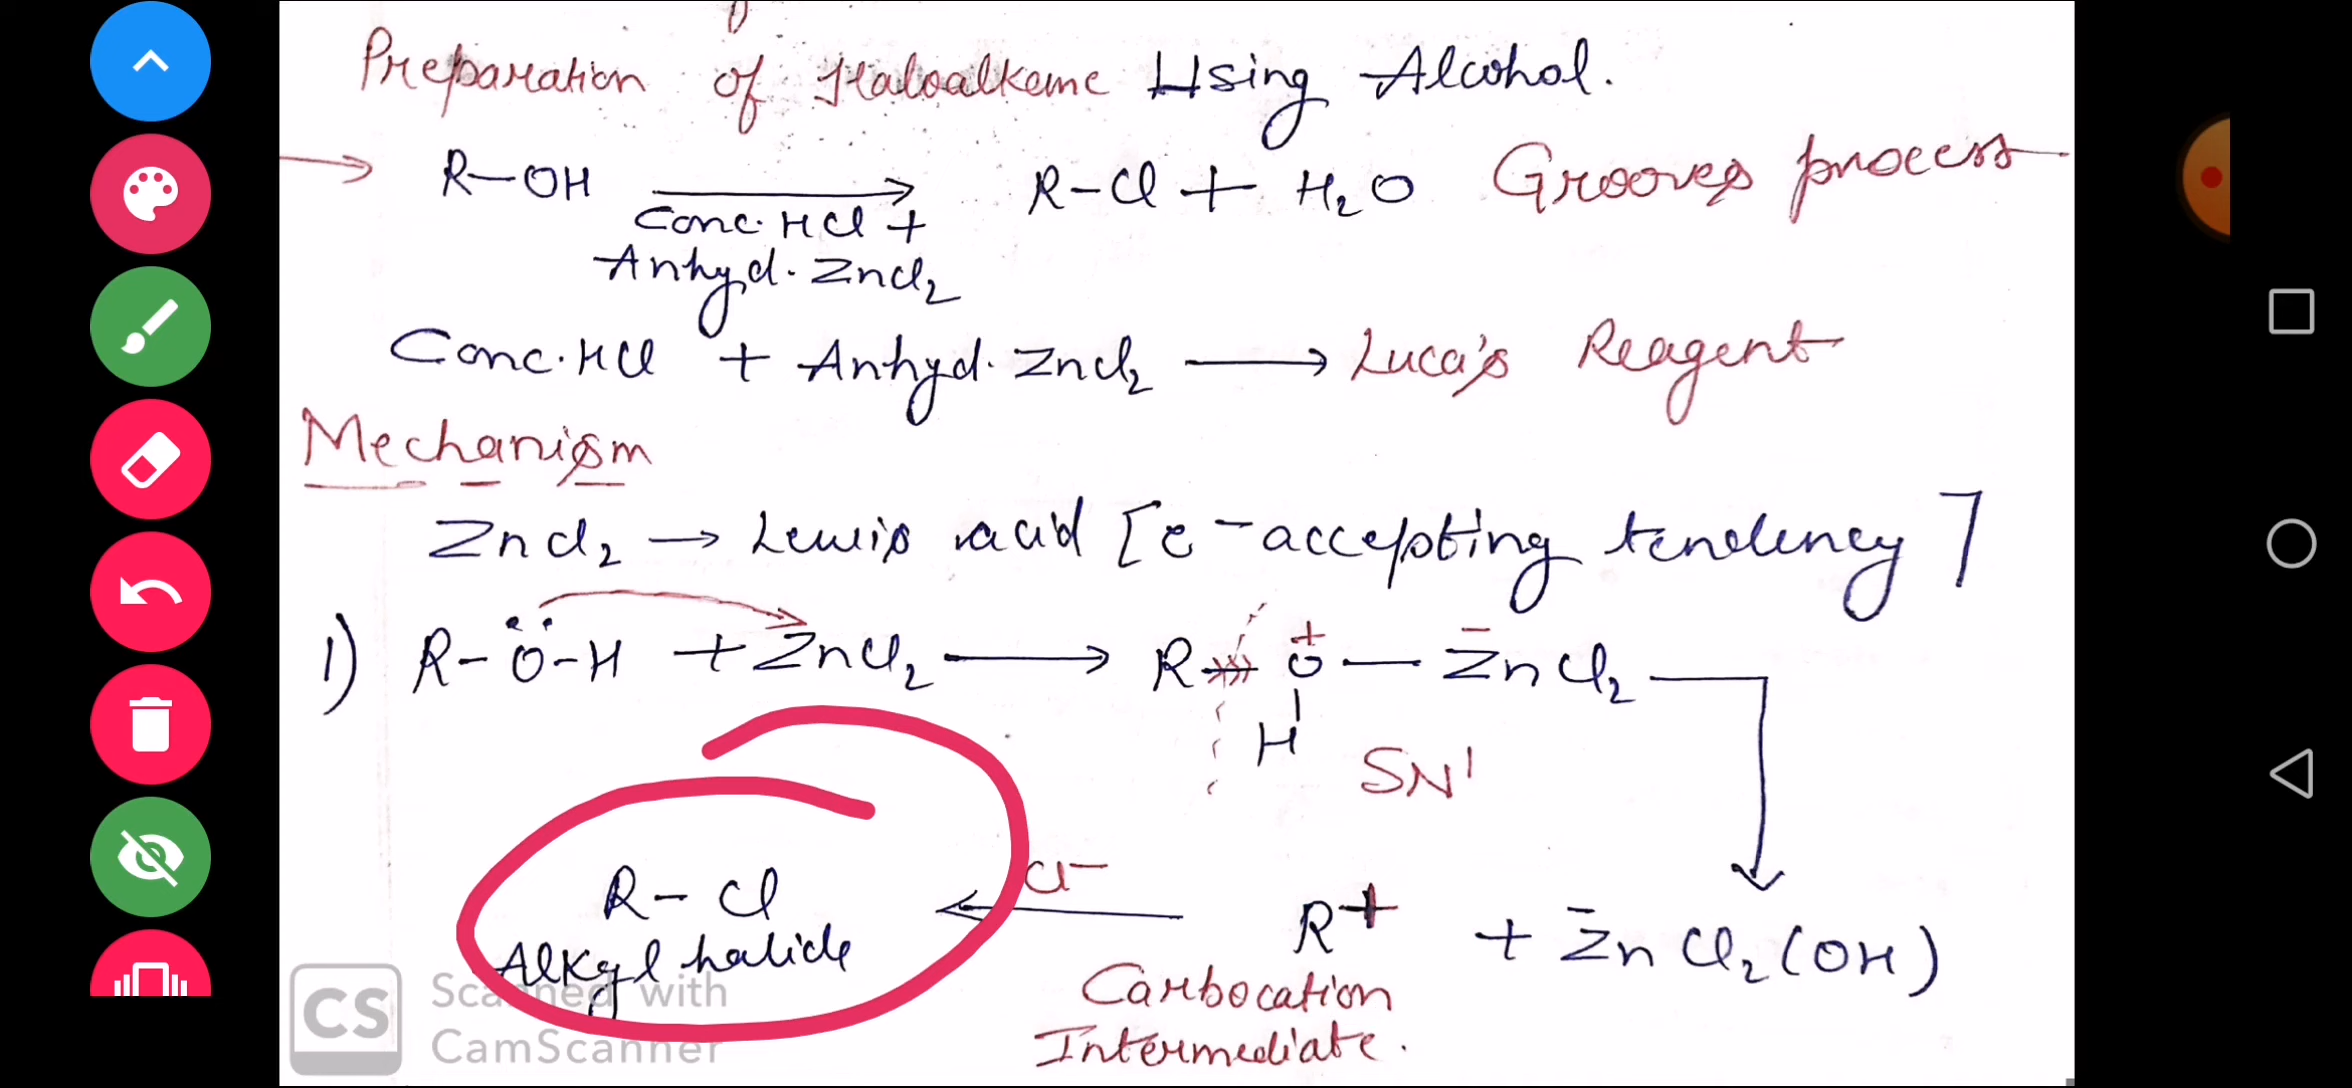 Preparation of Haloalkane Using Alcohol.
R-OH → R-Cl + H₂O Grooves process
Conc. HCl +
Anhyd. ZnCl₂
Conc. HCl + Anhyd. ZnCl₂ → Luca's Reagent
Mechanism
ZnCl₂ → Lewis acid [e⁻ accepting tendency]
1) R-Ö-H + ZnCl₂ → R - O⁺ - Z̄nCl₂
H
SN¹
R - Cl ← Cl⁻ R⁺ + Z̄nCl₂(OH)
Alkyl halide
Carbocation
Intermediate.
CS Scanned with
CamScanner